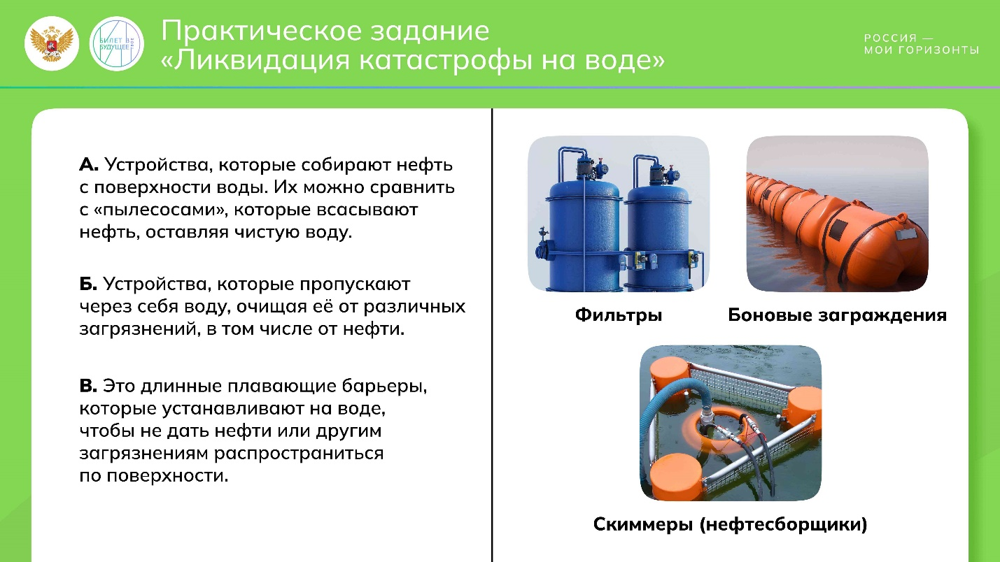 БИЛЕТ В
БУДУЩЕЕ
Практическое задание
«Ликвидация катастрофы на воде»
РОССИЯ —
МОИ ГОРИЗОНТЫ
А. Устройства, которые собирают нефть
с поверхности воды. Их можно сравнить
с «пылесосами», которые всасывают
нефть, оставляя чистую воду.
Б. Устройства, которые пропускают
через себя воду, очищая её от различных
загрязнений, в том числе от нефти.
В. Это длинные плавающие барьеры,
которые устанавливают на воде,
чтобы не дать нефти или другим
загрязнениям распространиться
по поверхности.
Фильтры
Боновые заграждения
Скиммеры (нефтесборщики)